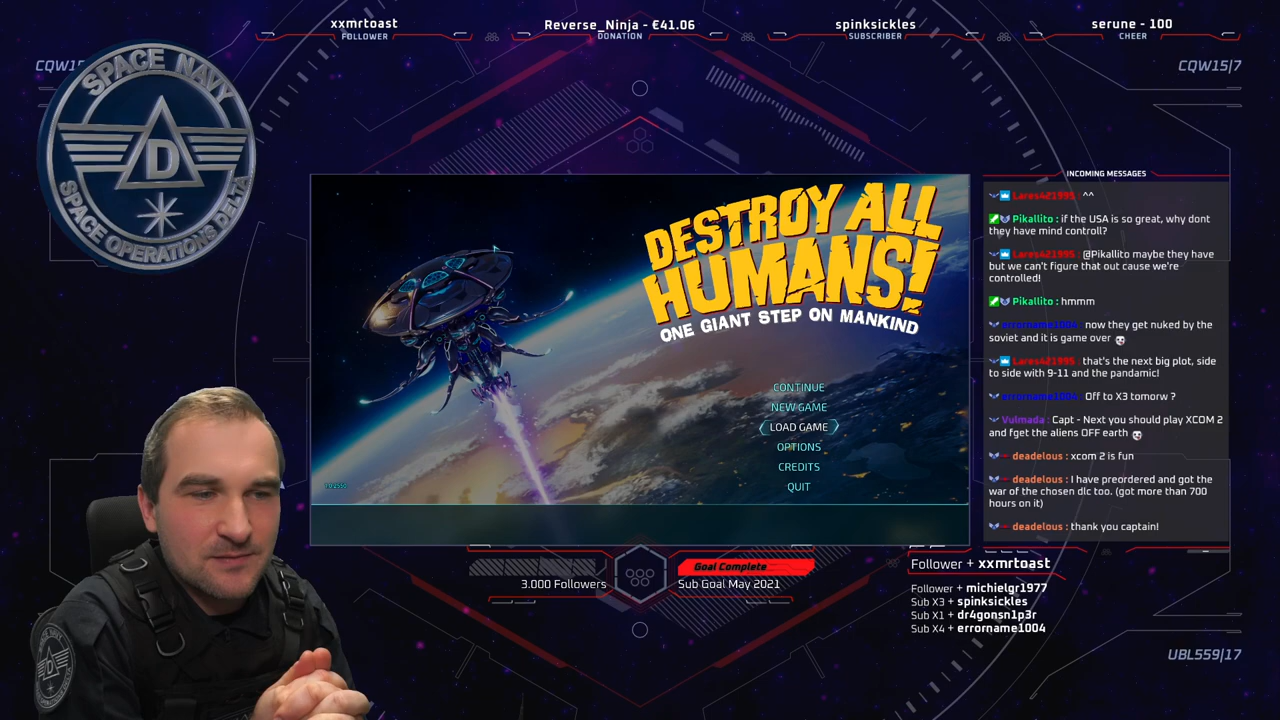 xxmrtoast
FOLLOWER
Reverse_Ninja - €41.06
DONATION
spinksickles
SUBSCRIBER
serune - 100
CHEER
CQW15
CQW15|7
SPACE NAVY
D
SPACE OPERATIONS DELTA
INCOMING MESSAGES
Lares421995 : ^^
Pikallito : if the USA is so great, why dont
they have mind controll?
Lares421995 : @Pikallito maybe they have
but we can't figure that out cause we're
controlled!
Pikallito : hmmm
errorname1004 : now they get nuked by the
soviet and it is game over
Lares421995 : that's the next big plot, side
to side with 9-11 and the pandamic!
errorname1004 : Off to X3 tomorw ?
Vulmada : Capt - Next you should play XCOM 2
and fget the aliens OFF earth
deadelous : xcom 2 is fun
deadelous : I have preordered and got the
war of the chosen dlc too. (got more than 700
hours on it)
deadelous : thank you captain!
DESTROY ALL
HUMANS!
ONE GIANT STEP ON MANKIND
CONTINUE
NEW GAME
LOAD GAME
OPTIONS
CREDITS
QUIT
3.000 Followers
Goal Complete
Sub Goal May 2021
Follower + xxmrtoast
Follower + michielgr1977
Sub X3 + spinksickles
Sub X1 + dr4gonsn1p3r
Sub X4 + errorname1004
UBL559|17
D